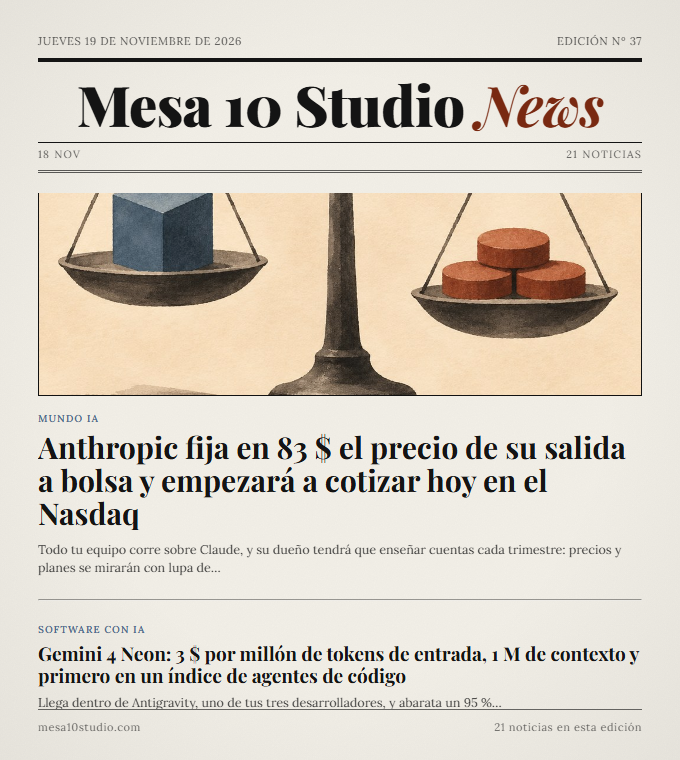 JUEVES 19 DE NOVIEMBRE DE 2026
EDICIÓN Nº 37
Mesa 10 Studio News
18 NOV
21 NOTICIAS
MUNDO IA
Anthropic fija en 83 $ el precio de su salida
a bolsa y empezará a cotizar hoy en el
Nasdaq
Todo tu equipo corre sobre Claude, y su dueño tendrá que enseñar cuentas cada trimestre: precios y
planes se mirarán con lupa de...
SOFTWARE CON IA
Gemini 4 Neon: 3 $ por millón de tokens de entrada, 1 M de contexto y
primero en un índice de agentes de código
Llega dentro de Antigravity, uno de tus tres desarrolladores, y abarata un 95 %...
mesa10studio.com
21 noticias en esta edición